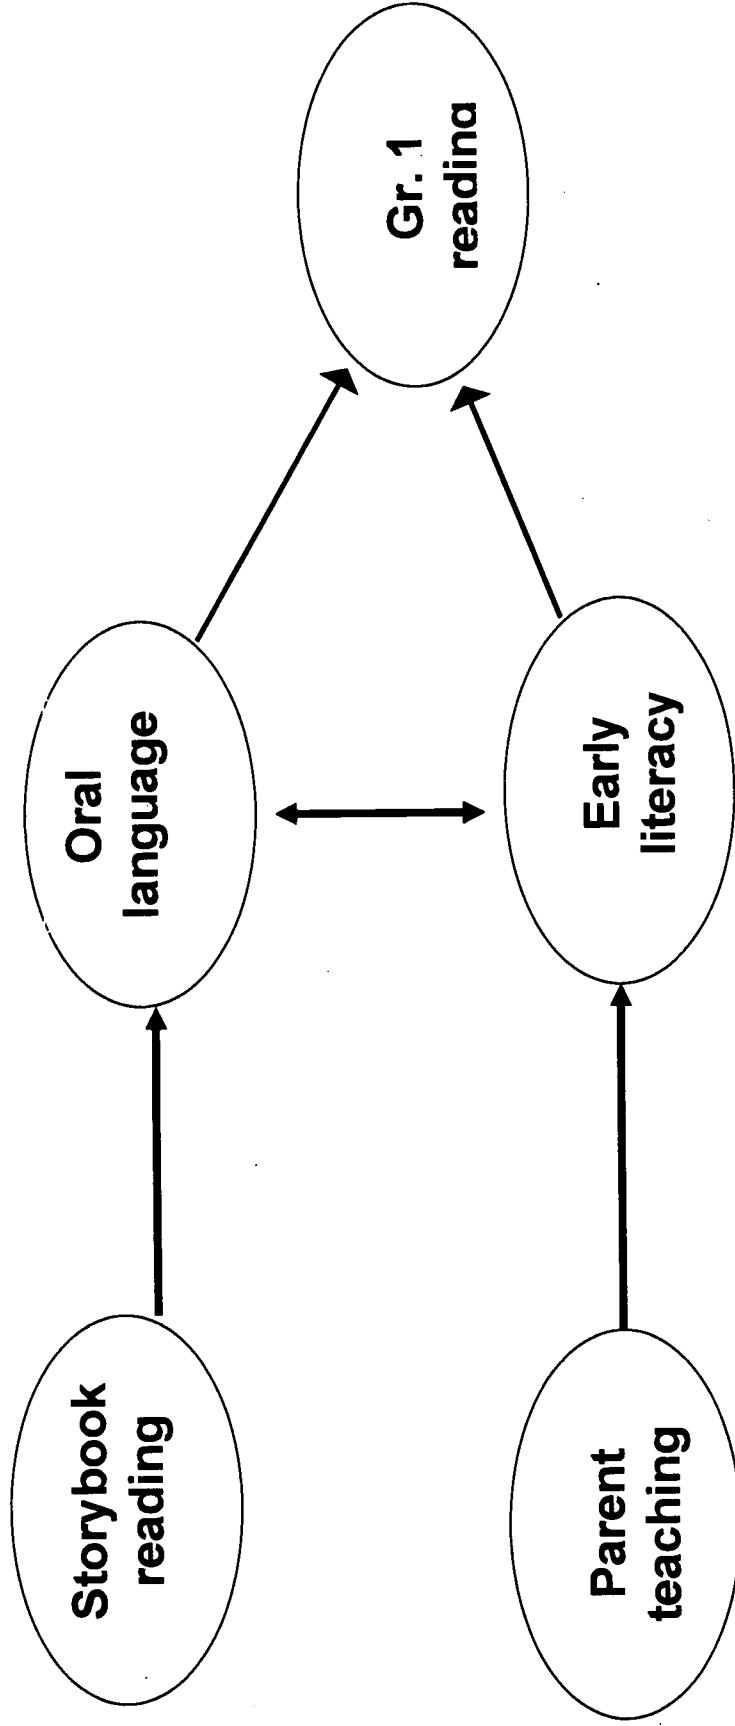 Storybook
reading
Oral
language
Gr. 1
reading
Parent
teaching
Early
literacy